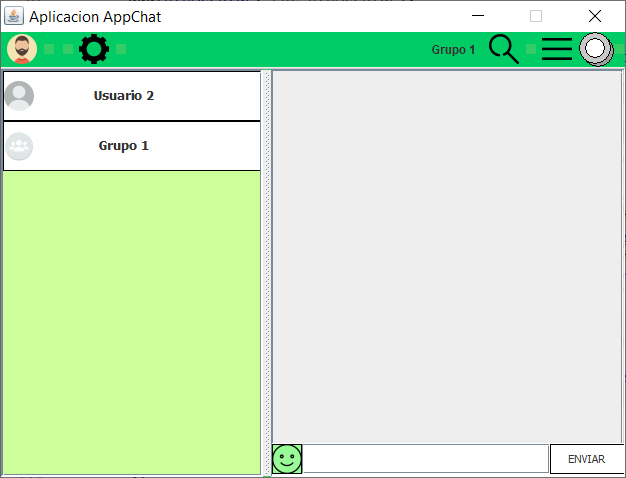 Aplicacion AppChat
Grupo 1
Usuario 2
Grupo 1
ENVIAR